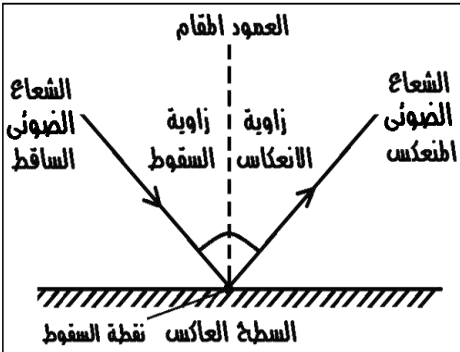 العمود المقام
الشعاع
الضوئى
الساقط
زاوية
السقوط
زاوية
الانعكاس
الشعاع
الضوئى
المنعكس
السطح العاكس
نقطة السقوط